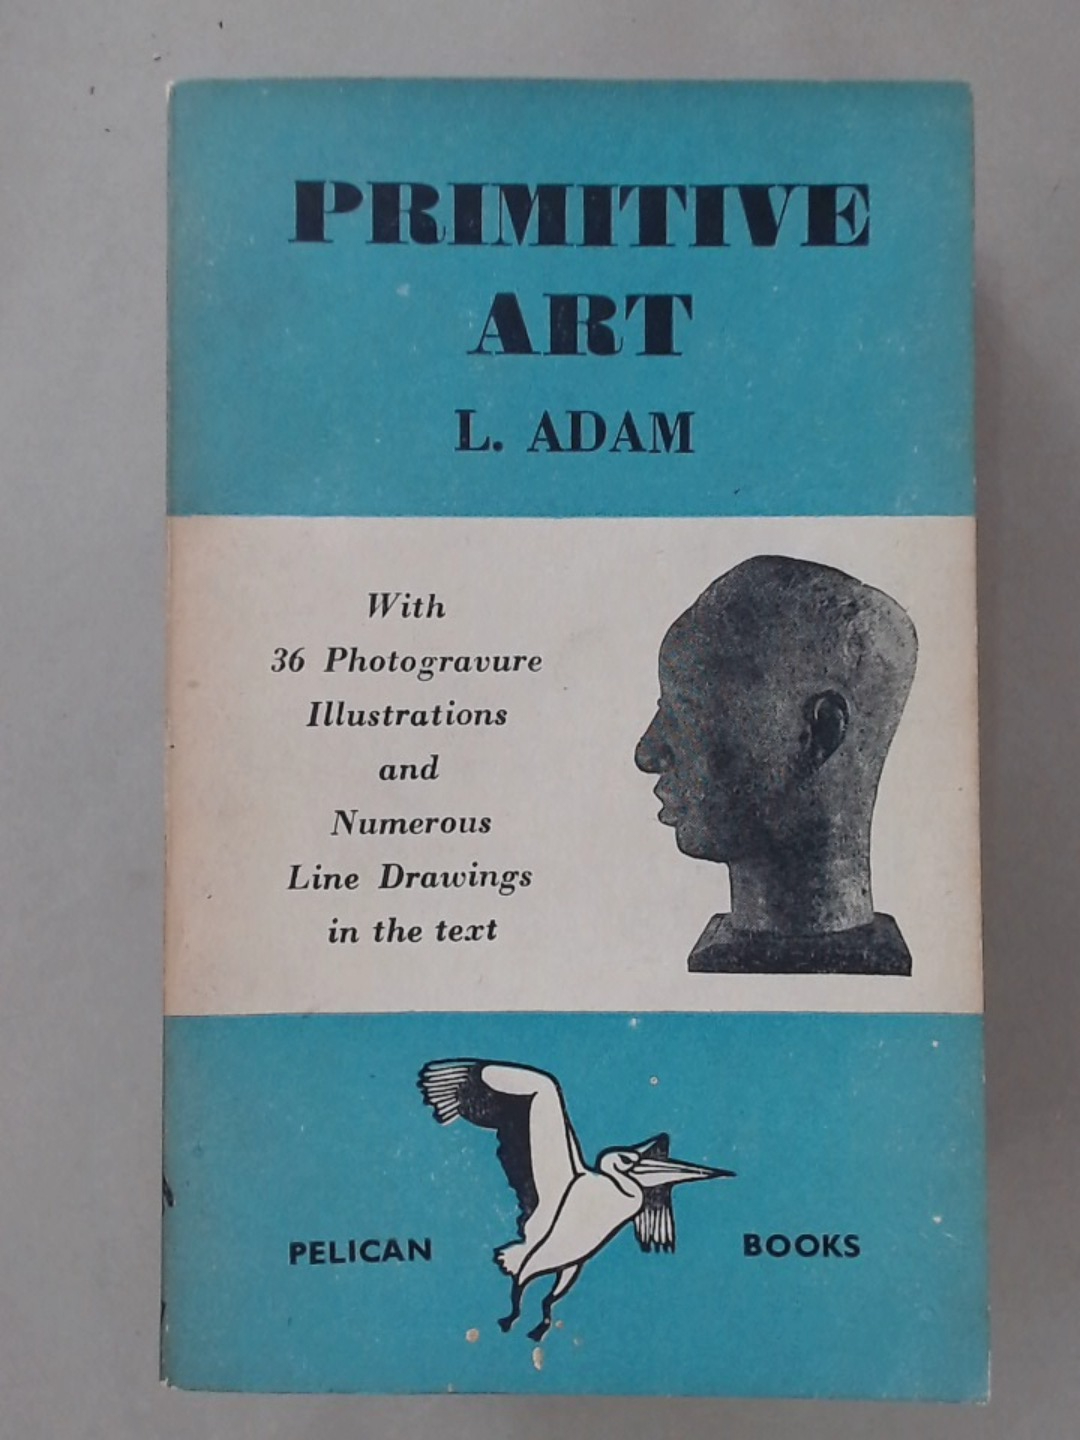 PRIMITIVE
ART
L. ADAM
With
36 Photogravure
Illustrations
and
Numerous
Line Drawings
in the text
PELICAN BOOKS